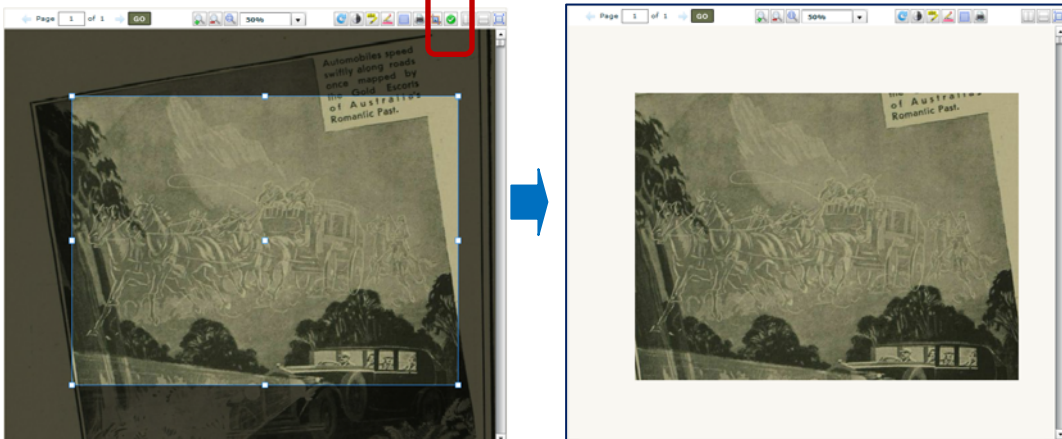 Page 1 of 1 GO 50%
Automobiles speed
swiftly along roads
once mapped by
the Gold Escorts
of Australia's
Romantic Past.
Page 1 of 1 GO 50%
of Australia's
Romantic Past.